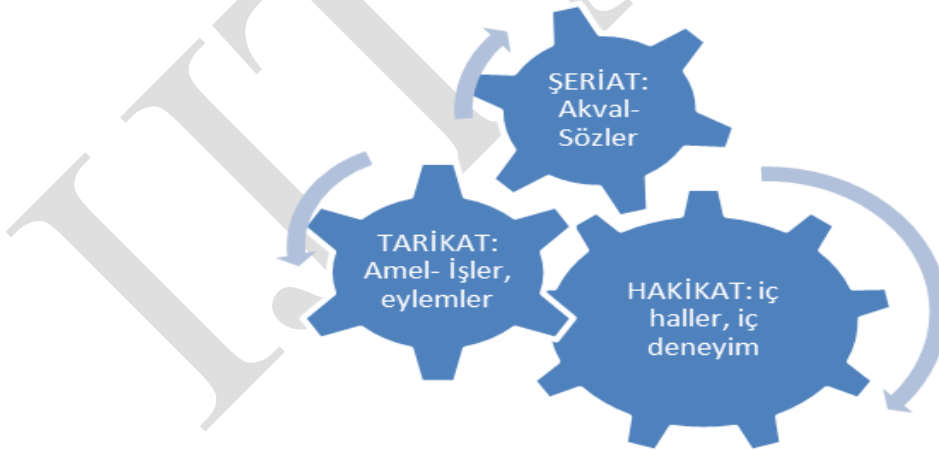 ŞERİAT:
Akval-
Sözler
TARİKAT:
Amel- İşler,
eylemler
HAKİKAT: iç
haller, iç
deneyim